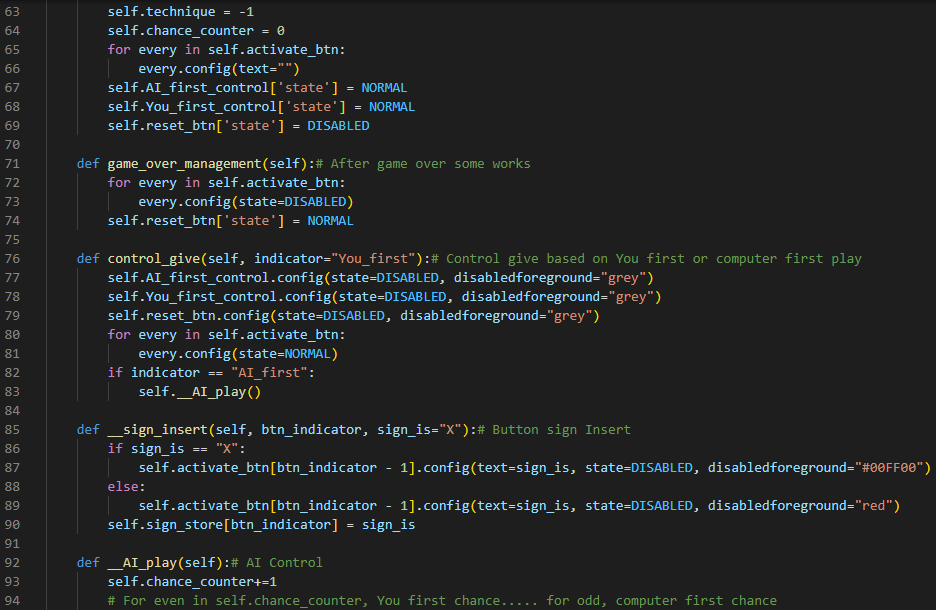 63 self.technique = -1
64 self.chance_counter = 0
65 for every in self.activate_btn:
66 every.config(text="")
67 self.AI_first_control['state'] = NORMAL
68 self.You_first_control['state'] = NORMAL
69 self.reset_btn['state'] = DISABLED
70
71 def game_over_management(self):# After game over some works
72 for every in self.activate_btn:
73 every.config(state=DISABLED)
74 self.reset_btn['state'] = NORMAL
75
76 def control_give(self, indicator="You_first"):# Control give based on You first or computer first play
77 self.AI_first_control.config(state=DISABLED, disabledforeground="grey")
78 self.You_first_control.config(state=DISABLED, disabledforeground="grey")
79 self.reset_btn.config(state=DISABLED, disabledforeground="grey")
80 for every in self.activate_btn:
81 every.config(state=NORMAL)
82 if indicator == "AI_first":
83 self.__AI_play()
84
85 def __sign_insert(self, btn_indicator, sign_is="X"):# Button sign Insert
86 if sign_is == "X":
87 self.activate_btn[btn_indicator - 1].config(text=sign_is, state=DISABLED, disabledforeground="#00FF00")
88 else:
89 self.activate_btn[btn_indicator - 1].config(text=sign_is, state=DISABLED, disabledforeground="red")
90 self.sign_store[btn_indicator] = sign_is
91
92 def __AI_play(self):# AI Control
93 self.chance_counter+=1
94 # For even in self.chance_counter, You first chance..... for odd, computer first chance